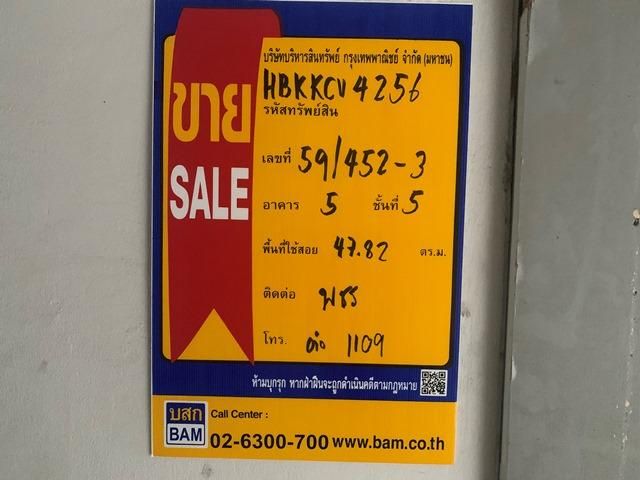 บริษัทบริหารสินทรัพย์ กรุงเทพพาณิชย์ จำกัด (มหาชน)
HBKKCV4256
รหัสทรัพย์สิน
ขาย
SALE
เลขที่ 59/452-3
อาคาร 5 ชั้นที่ 5
พื้นที่ใช้สอย 47.82 ตร.ม.
ติดต่อ พชร
โทร. ต่อ 1109
ห้ามบุกรุก หากฝ่าฝืนจะถูกดำเนินคดีตามกฎหมาย
บสก
BAM
Call Center :
02-6300-700 www.bam.co.th